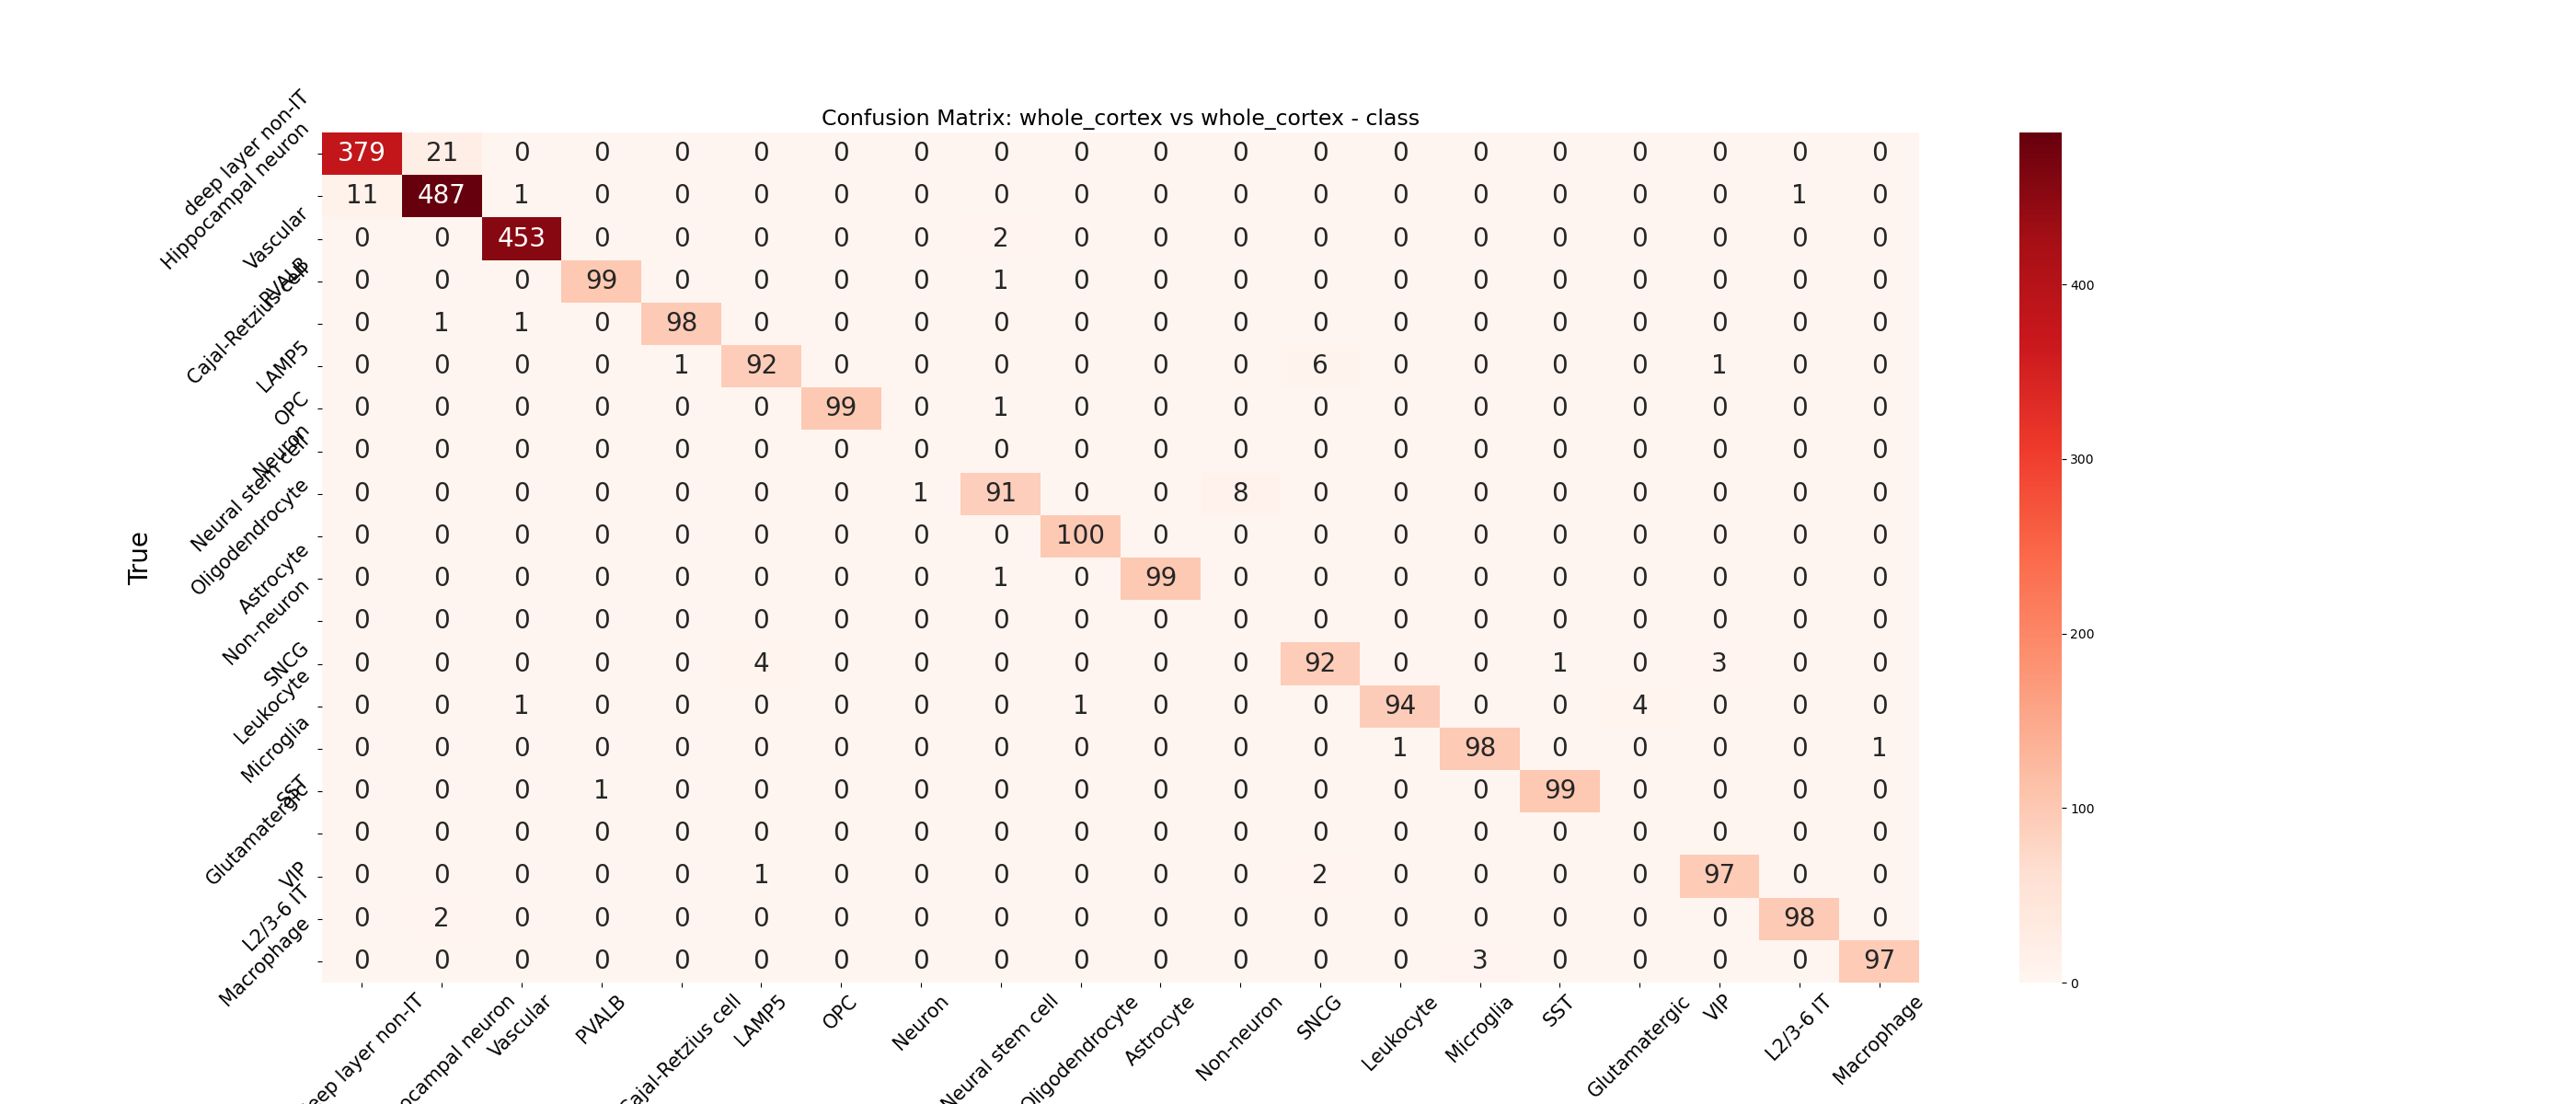 Confusion Matrix: whole_cortex vs whole_cortex - class
True
deep layer non-IT 379 21 0 0 0 0 0 0 0 0 0 0 0 0 0 0 0 0 0 0
Hippocampal neuron 11 487 1 0 0 0 0 0 0 0 0 0 0 0 0 0 0 0 1 0
Vascular 0 0 453 0 0 0 0 0 2 0 0 0 0 0 0 0 0 0 0 0
PVALB 0 0 0 99 0 0 0 0 1 0 0 0 0 0 0 0 0 0 0 0
Cajal-Retzius cell 0 1 1 0 98 0 0 0 0 0 0 0 0 0 0 0 0 0 0 0
LAMP5 0 0 0 0 1 92 0 0 0 0 0 0 6 0 0 0 0 1 0 0
OPC 0 0 0 0 0 0 99 0 1 0 0 0 0 0 0 0 0 0 0 0
Neuron 0 0 0 0 0 0 0 0 0 0 0 0 0 0 0 0 0 0 0 0
Neural stem cell 0 0 0 0 0 0 0 1 91 0 0 8 0 0 0 0 0 0 0 0
Oligodendrocyte 0 0 0 0 0 0 0 0 0 100 0 0 0 0 0 0 0 0 0 0
Astrocyte 0 0 0 0 0 0 0 0 1 0 99 0 0 0 0 0 0 0 0 0
Non-neuron 0 0 0 0 0 0 0 0 0 0 0 0 0 0 0 0 0 0 0 0
SNCG 0 0 0 0 0 4 0 0 0 0 0 0 92 0 0 1 0 3 0 0
Leukocyte 0 0 1 0 0 0 0 0 0 1 0 0 0 94 0 0 4 0 0 0
Microglia 0 0 0 0 0 0 0 0 0 0 0 0 0 1 98 0 0 0 0 1
SST 0 0 0 1 0 0 0 0 0 0 0 0 0 0 0 99 0 0 0 0
Glutamatergic 0 0 0 0 0 0 0 0 0 0 0 0 0 0 0 0 0 0 0 0
VIP 0 0 0 0 0 1 0 0 0 0 0 0 2 0 0 0 0 97 0 0
L2/3-6 IT 0 2 0 0 0 0 0 0 0 0 0 0 0 0 0 0 0 0 98 0
Macrophage 0 0 0 0 0 0 0 0 0 0 0 0 0 0 3 0 0 0 0 97
eep layer non-IT
ocampal neuron
Vascular
PVALB
Cajal-Retzius cell
LAMP5
OPC
Neuron
Neural stem cell
Oligodendrocyte
Astrocyte
Non-neuron
SNCG
Leukocyte
Microglia
SST
Glutamatergic
VIP
L2/3-6 IT
Macrophage
400
300
200
100
0